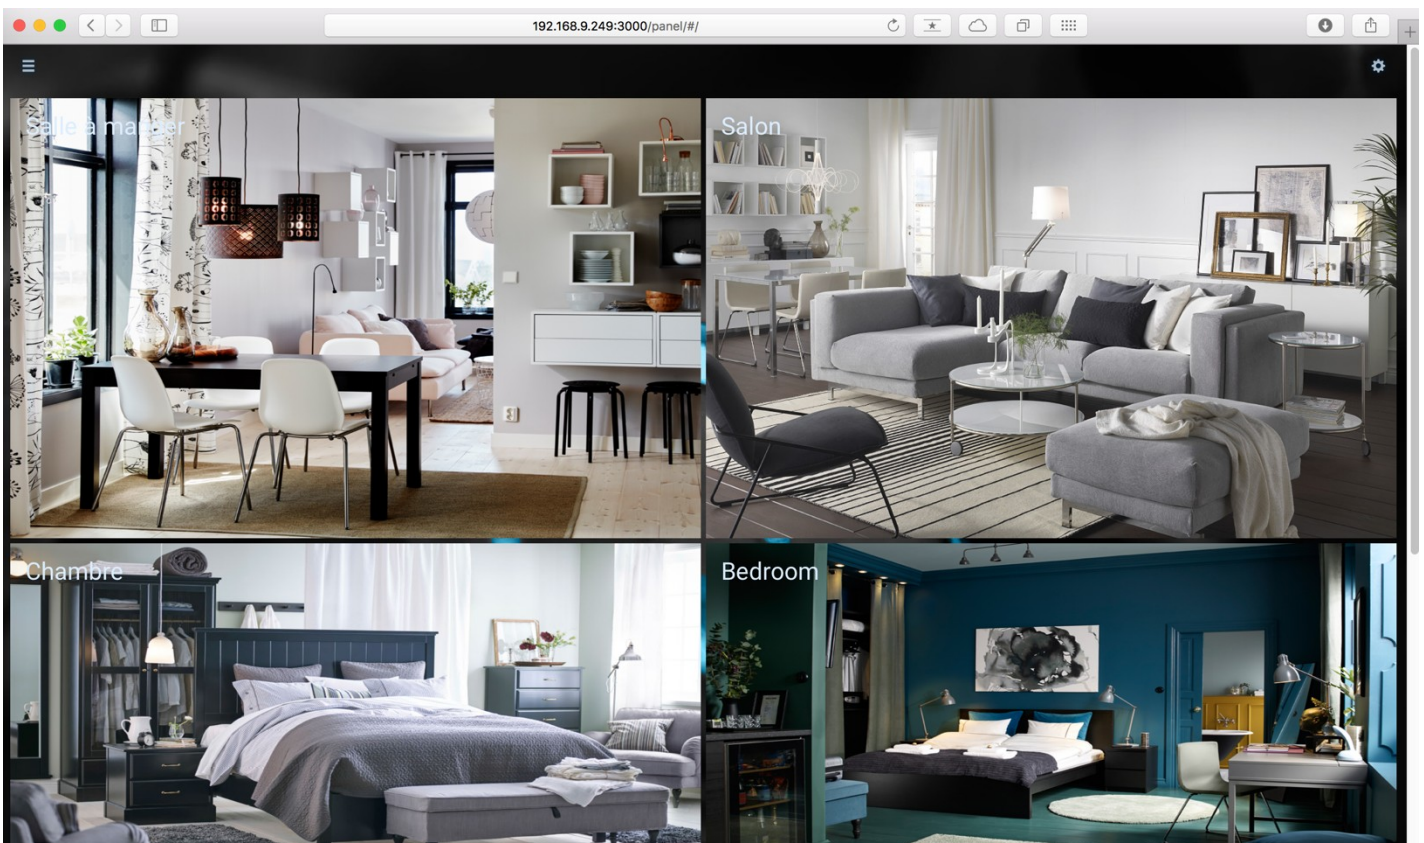 192.168.9.249:3000/panel/#/
Salle à manger
Salon
Chambre
Bedroom